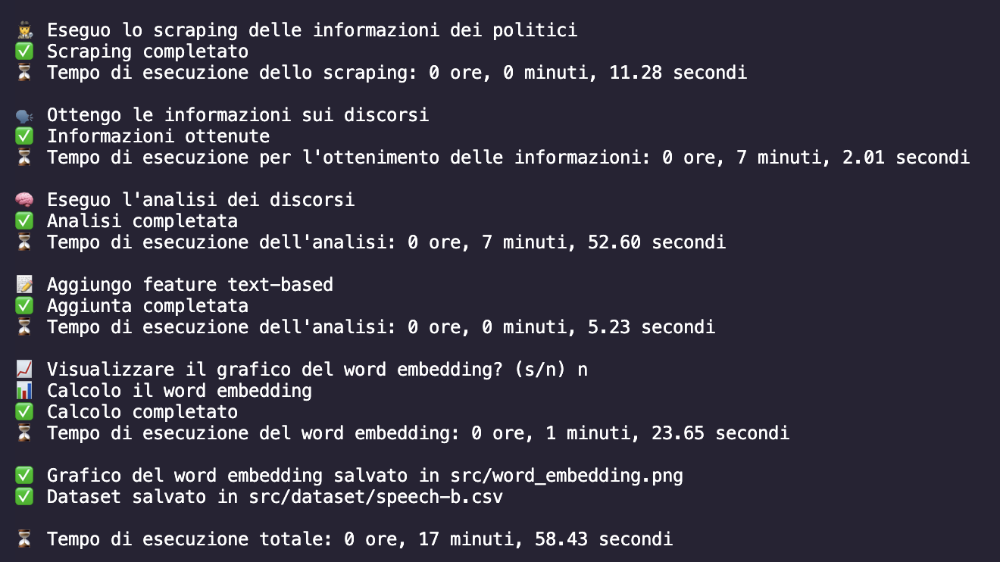 🕵️ Eseguo lo scraping delle informazioni dei politici
✅ Scraping completato
⏳ Tempo di esecuzione dello scraping: 0 ore, 0 minuti, 11.28 secondi
🗣️ Ottengo le informazioni sui discorsi
✅ Informazioni ottenute
⏳ Tempo di esecuzione per l'ottenimento delle informazioni: 0 ore, 7 minuti, 2.01 secondi
🧠 Eseguo l'analisi dei discorsi
✅ Analisi completata
⏳ Tempo di esecuzione dell'analisi: 0 ore, 7 minuti, 52.60 secondi
📝 Aggiungo feature text-based
✅ Aggiunta completata
⏳ Tempo di esecuzione dell'analisi: 0 ore, 0 minuti, 5.23 secondi
📈 Visualizzare il grafico del word embedding? (s/n) n
📊 Calcolo il word embedding
✅ Calcolo completato
⏳ Tempo di esecuzione del word embedding: 0 ore, 1 minuti, 23.65 secondi
✅ Grafico del word embedding salvato in src/word_embedding.png
✅ Dataset salvato in src/dataset/speech-b.csv
⏳ Tempo di esecuzione totale: 0 ore, 17 minuti, 58.43 secondi